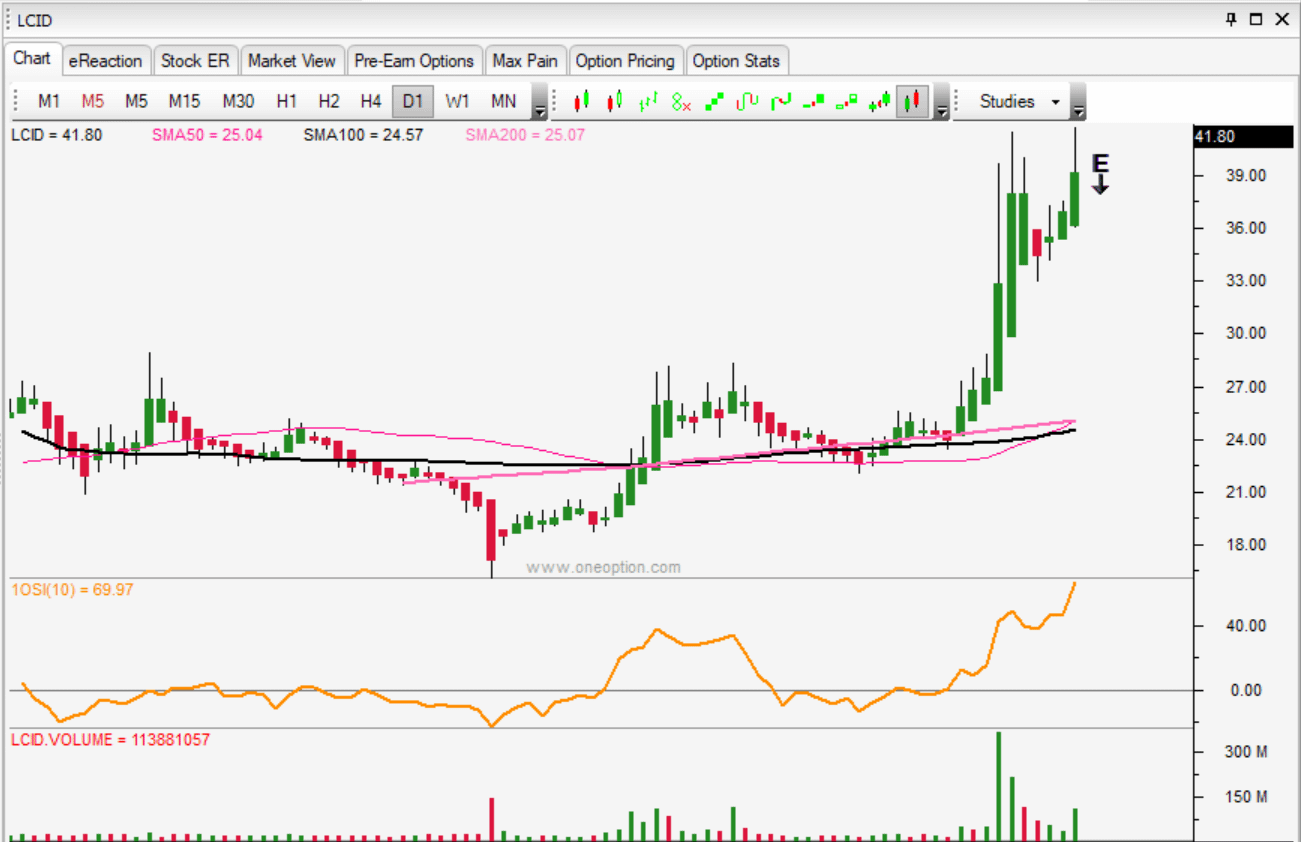 LCID
Chart eReaction Stock ER Market View Pre-Earn Options Max Pain Option Pricing Option Stats
M1 M5 M5 M15 M30 H1 H2 H4 D1 W1 MN Studies
LCID = 41.80 SMA50 = 25.04 SMA100 = 24.57 SMA200 = 25.07
41.80
E
39.00
36.00
33.00
30.00
27.00
24.00
21.00
18.00
www.oneoption.com
1OSI(10) = 69.97
40.00
0.00
LCID.VOLUME = 113881057
300 M
150 M